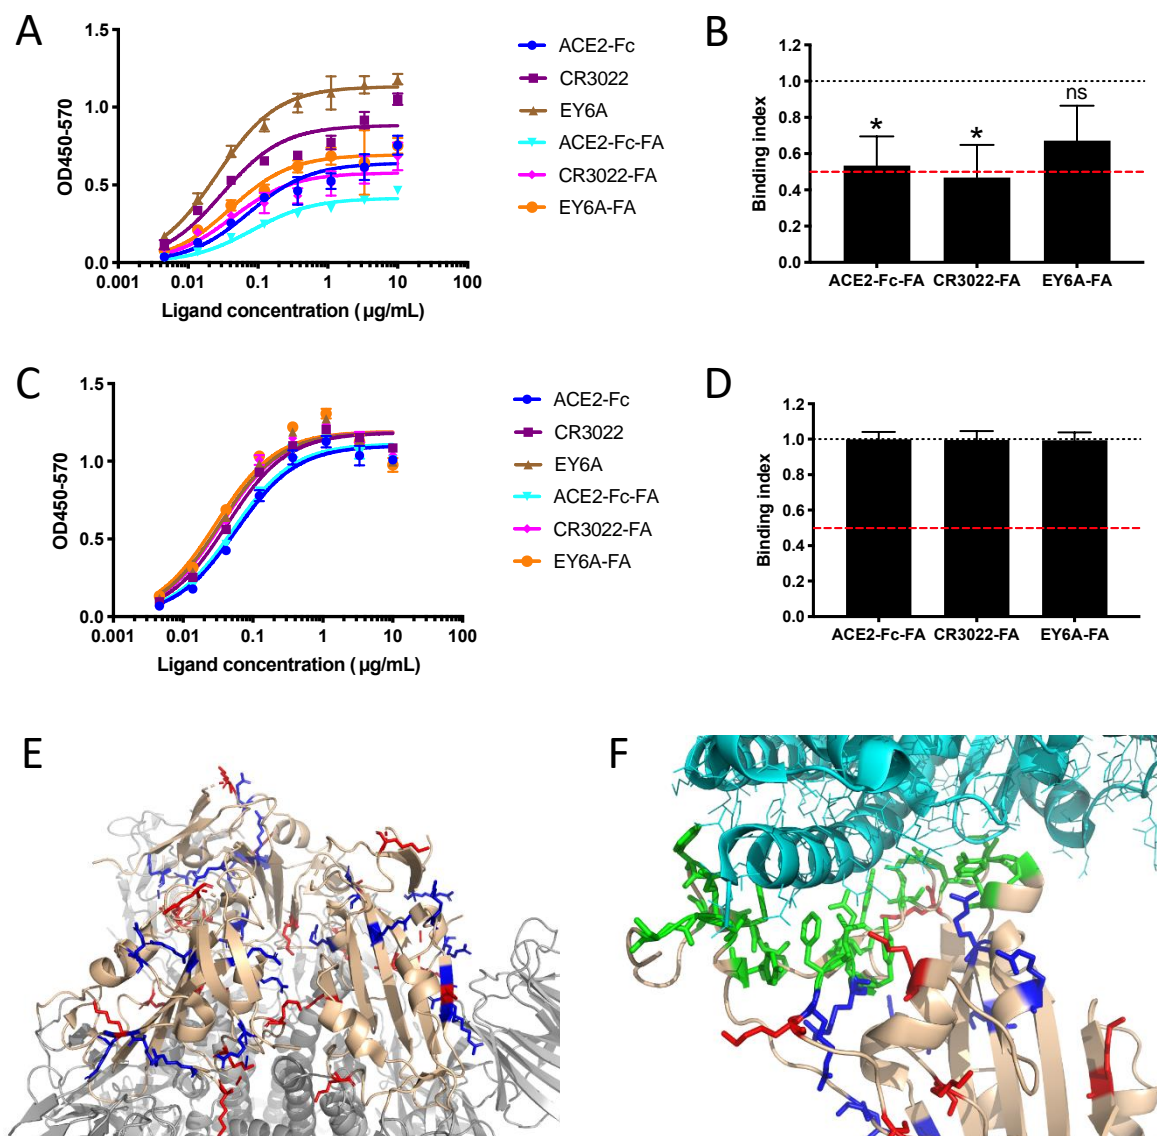 A
1.5
1.0
0.5
0.0
OD450-570
0.001
0.01
0.1
1
10
100
Ligand concentration (µg/mL)
ACE2-Fc
CR3022
EY6A
ACE2-Fc-FA
CR3022-FA
EY6A-FA
B
1.2
1.0
0.8
0.6
0.4
0.2
0.0
Binding index
*
*
ns
ACE2-Fc-FA
CR3022-FA
EY6A-FA
C
1.5
1.0
0.5
0.0
OD450-570
0.001
0.01
0.1
1
10
100
Ligand concentration (µg/mL)
ACE2-Fc
CR3022
EY6A
ACE2-Fc-FA
CR3022-FA
EY6A-FA
D
1.2
1.0
0.8
0.6
0.4
0.2
0.0
Binding index
ACE2-Fc-FA
CR3022-FA
EY6A-FA
E
F